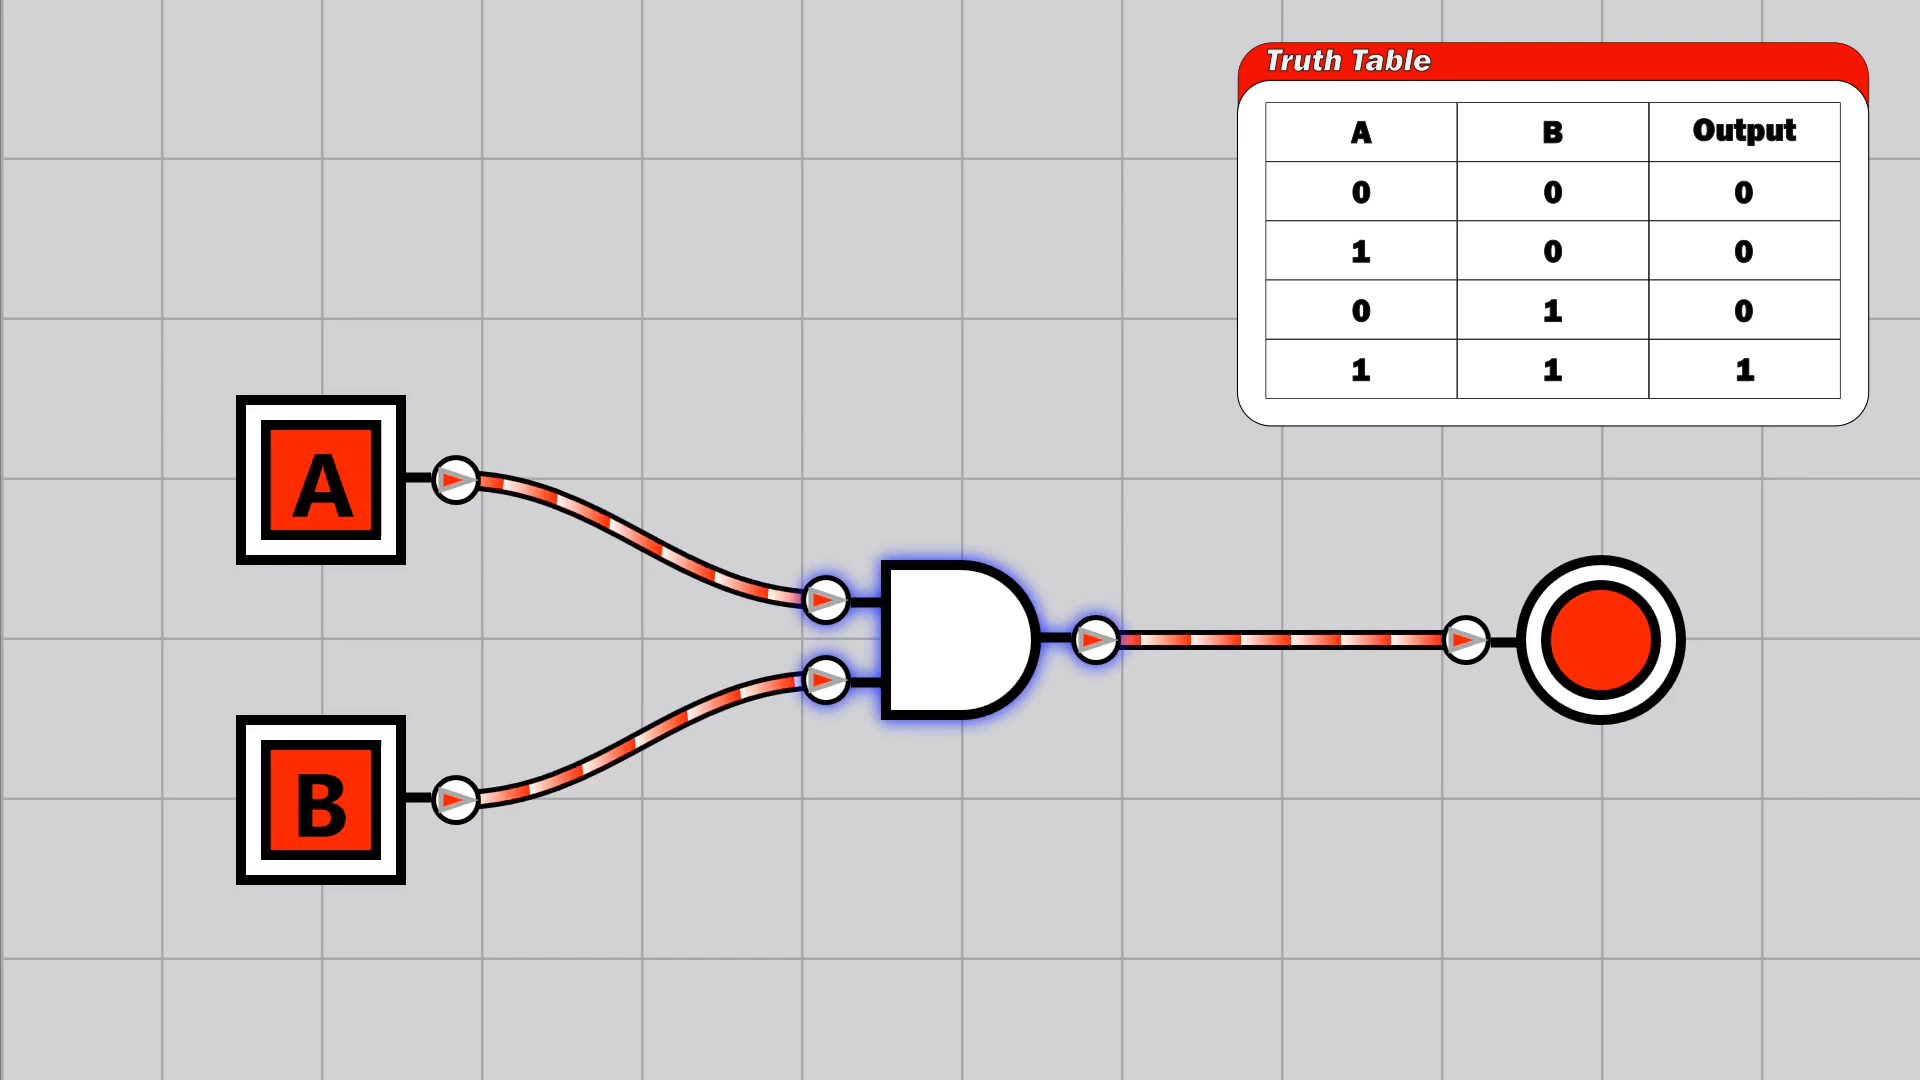 Truth Table
A B Output
0 0 0
1 0 0
0 1 0
1 1 1
A
B